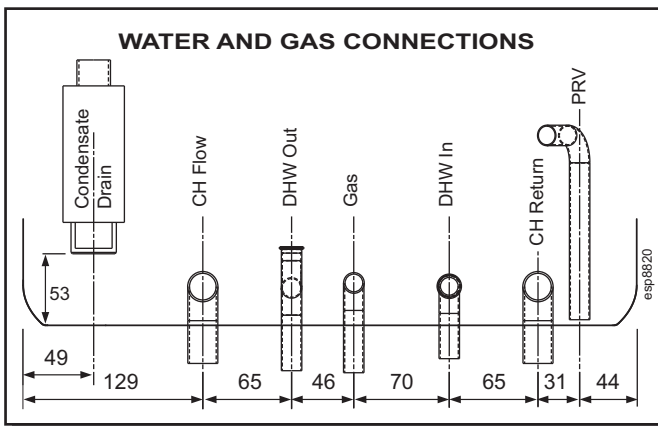 WATER AND GAS CONNECTIONS
Condensate
Drain
CH Flow
DHW Out
Gas
DHW In
CH Return
PRV
esp8820
53
49
129
65
46
70
65
31
44